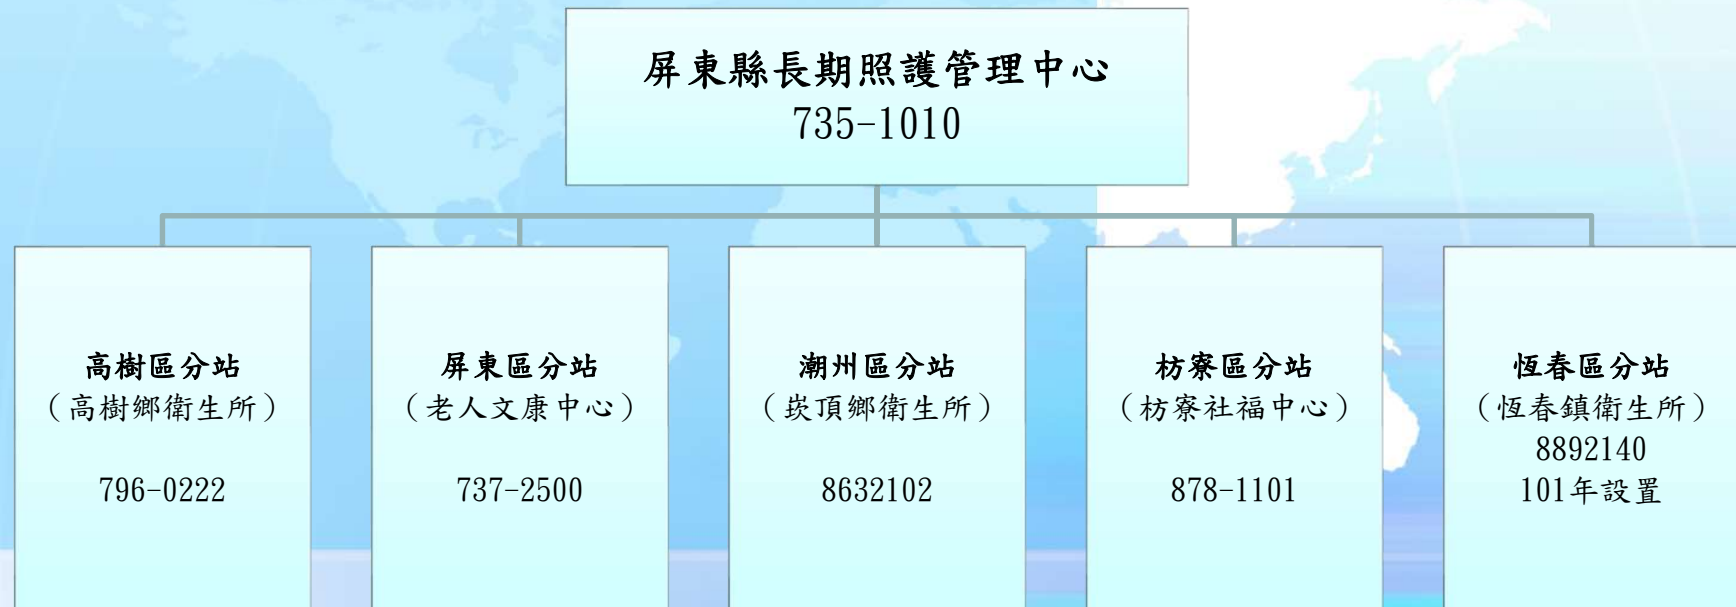 屏東縣長期照護管理中心
735-1010
高樹區分站
（高樹鄉衛生所）
796-0222
屏東區分站
（老人文康中心）
737-2500
潮州區分站
（崁頂鄉衛生所）
8632102
枋寮區分站
（枋寮社福中心）
878-1101
恆春區分站
（恆春鎮衛生所）
8892140
101年設置